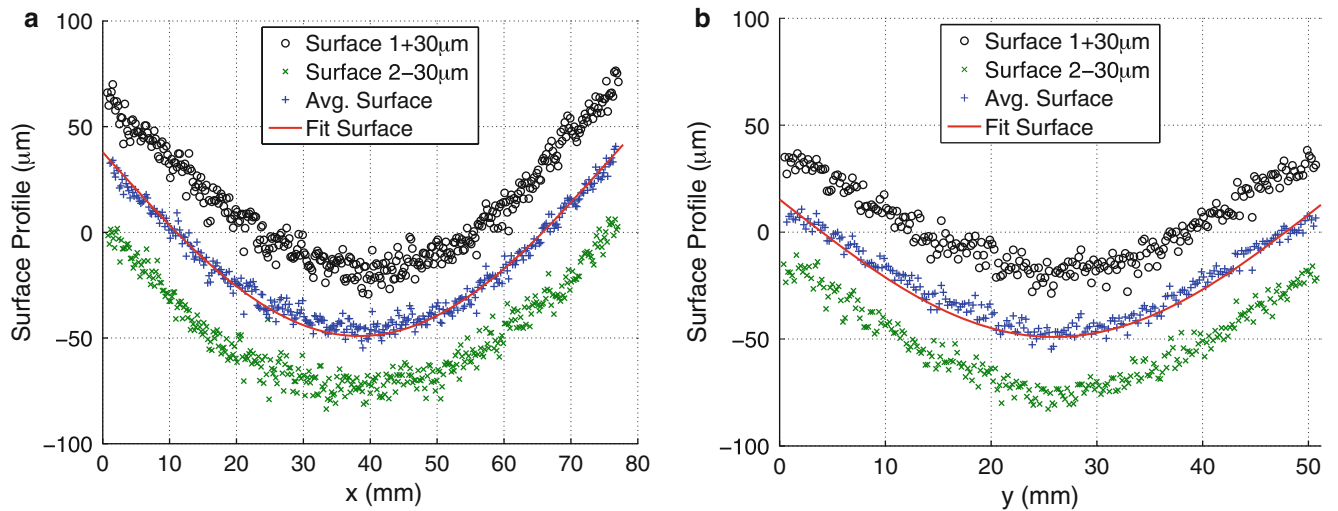 a
100
50
0
−50
−100
Surface Profile (μm)
Surface 1+30μm
Surface 2−30μm
Avg. Surface
Fit Surface
0 10 20 30 40 50 60 70 80
x (mm)
b
100
50
0
−50
−100
Surface Profile (μm)
Surface 1+30μm
Surface 2−30μm
Avg. Surface
Fit Surface
0 10 20 30 40 50
y (mm)